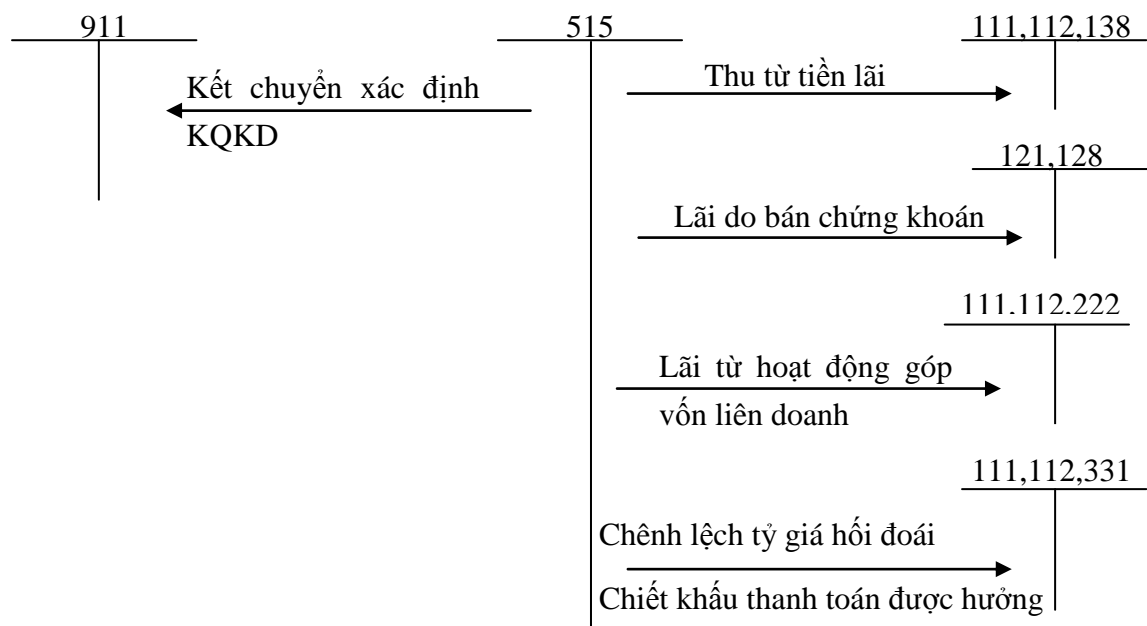 911
515
111,112,138
Kết chuyển xác định
KQKD
Thu từ tiền lãi
121,128
Lãi do bán chứng khoán
111,112,222
Lãi từ hoạt động góp
vốn liên doanh
111,112,331
Chênh lệch tỷ giá hối đoái
Chiết khấu thanh toán được hưởng